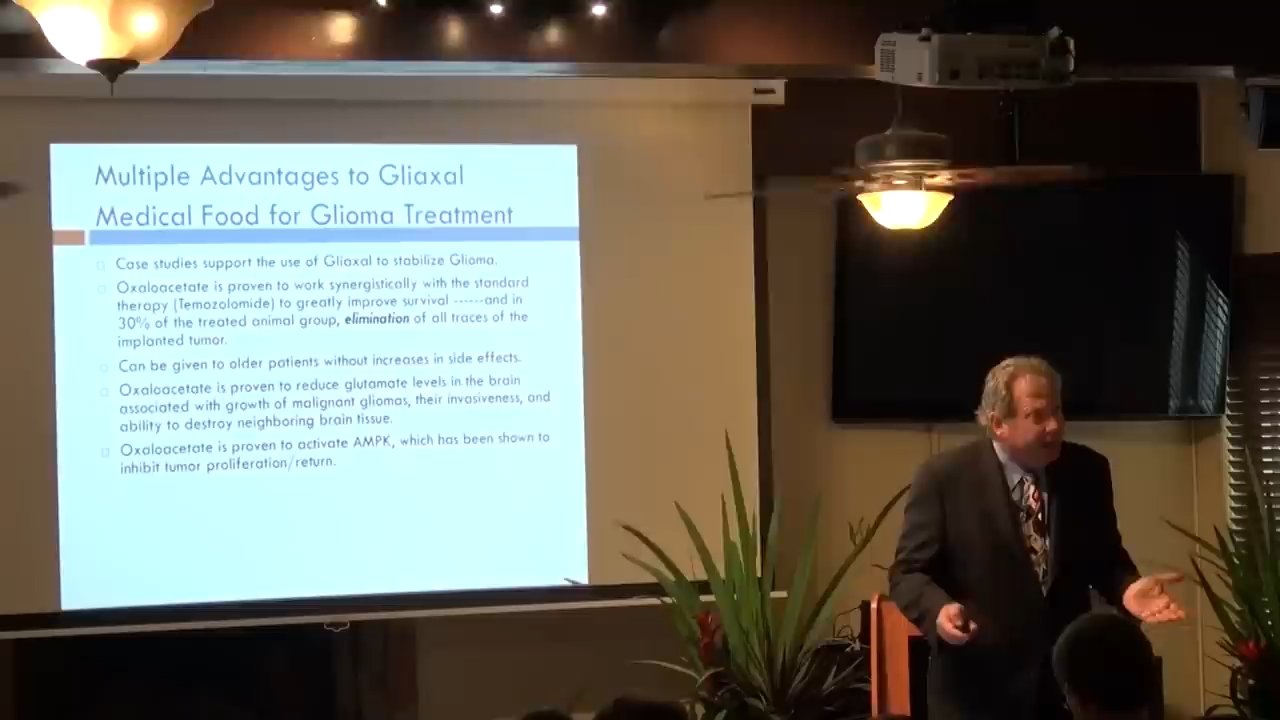 Multiple Advantages to Gliaxal
Medical Food for Glioma Treatment
Case studies support the use of Gliaxal to stabilize Glioma.
Oxaloacetate is proven to work synergistically with the standard
therapy (Temozolomide) to greatly improve survival ------and in
30% of the treated animal group, elimination of all traces of the
implanted tumor.
Can be given to older patients without increases in side effects.
Oxaloacetate is proven to reduce glutamate levels in the brain
associated with growth of malignant gliomas, their invasiveness, and
ability to destroy neighboring brain tissue.
Oxaloacetate is proven to activate AMPK, which has been shown to
inhibit tumor proliferation/return.